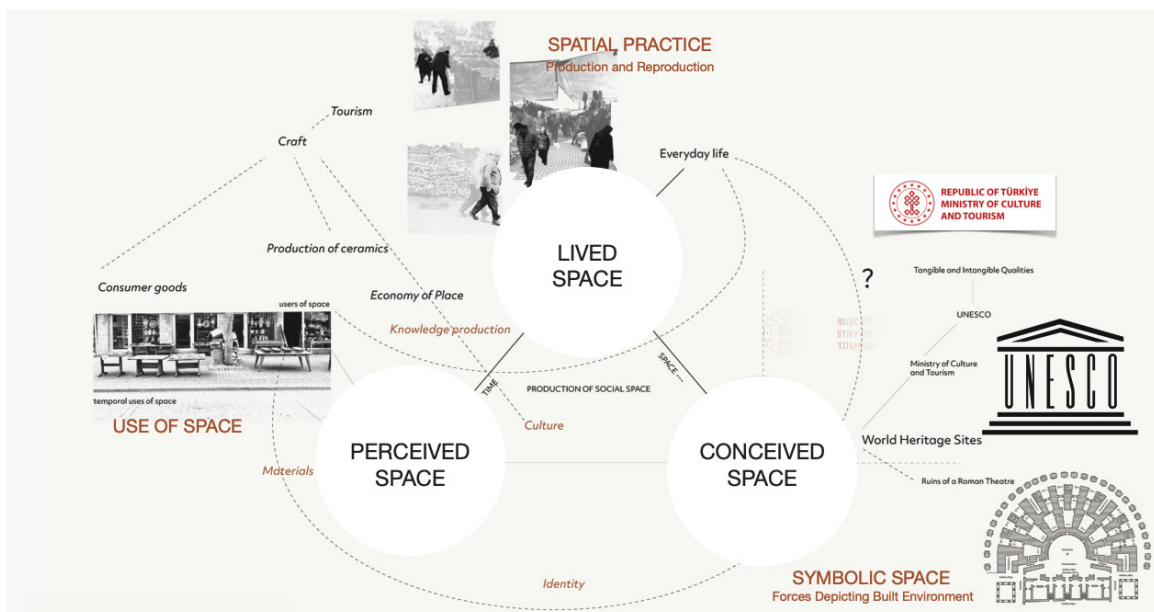 SPATIAL PRACTICE
Production and Reproduction
Tourism
Craft
Everyday life
REPUBLIC OF TÜRKİYE
MINISTRY OF CULTURE
AND TOURISM
LIVED
SPACE
Production of ceramics
Tangible and Intangible Qualities
?
Consumer goods
Economy of Place
users of space
UNESCO
Knowledge production
Ministry of Culture
and Tourism
UNESCO
SPACE ---
TIME
PRODUCTION OF SOCIAL SPACE
temporal uses of space
USE OF SPACE
Culture
World Heritage Sites
PERCEIVED
SPACE
CONCEIVED
SPACE
Materials
Ruins of a Roman Theatre
Identity
SYMBOLIC SPACE
Forces Depicting Built Environment